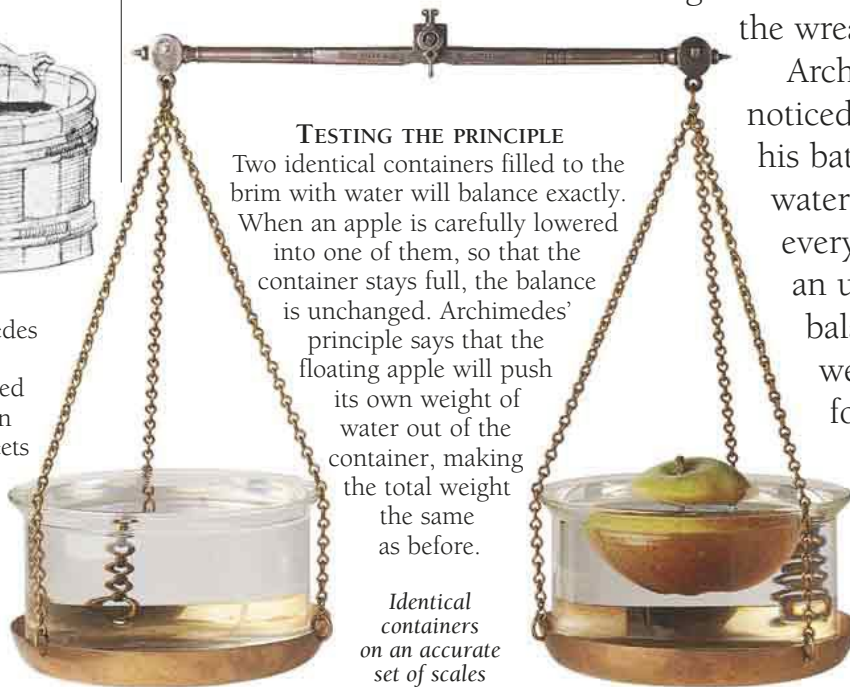 TESTING THE PRINCIPLE
Two identical containers filled to the
brim with water will balance exactly.
When an apple is carefully lowered
into one of them, so that the
container stays full, the balance
is unchanged. Archimedes’
principle says that the
floating apple will push
its own weight of
water out of the
container, making
the total weight
the same
as before.
Identical
containers
on an accurate
set of scales
the wrea
Arch
noticed
his bat
water
every
an u
bala
we
fo
edes
ed
n
ets